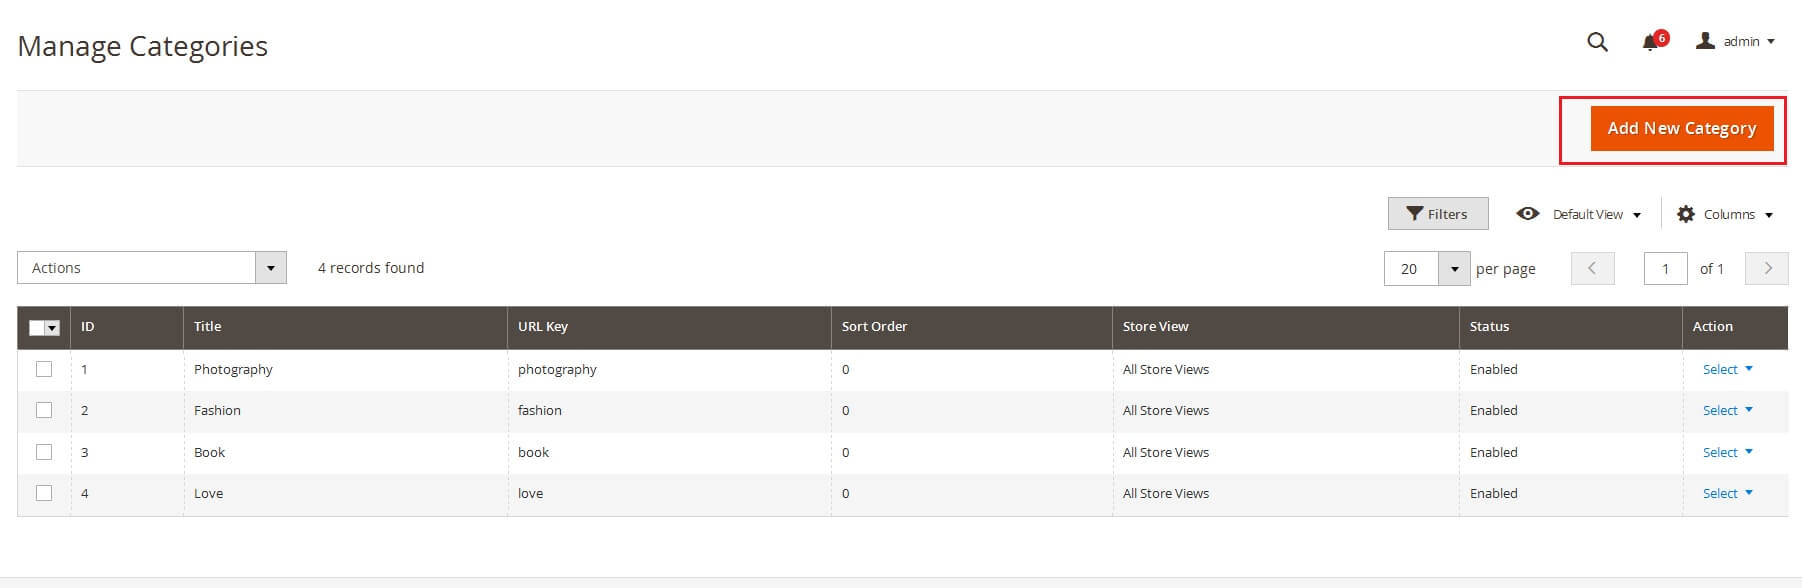 Manage Categories
6
admin
Add New Category
Filters
Default View
Columns
Actions
4 records found
20
per page
1
of 1
ID Title URL Key Sort Order Store View Status Action
1 Photography photography 0 All Store Views Enabled Select
2 Fashion fashion 0 All Store Views Enabled Select
3 Book book 0 All Store Views Enabled Select
4 Love love 0 All Store Views Enabled Select